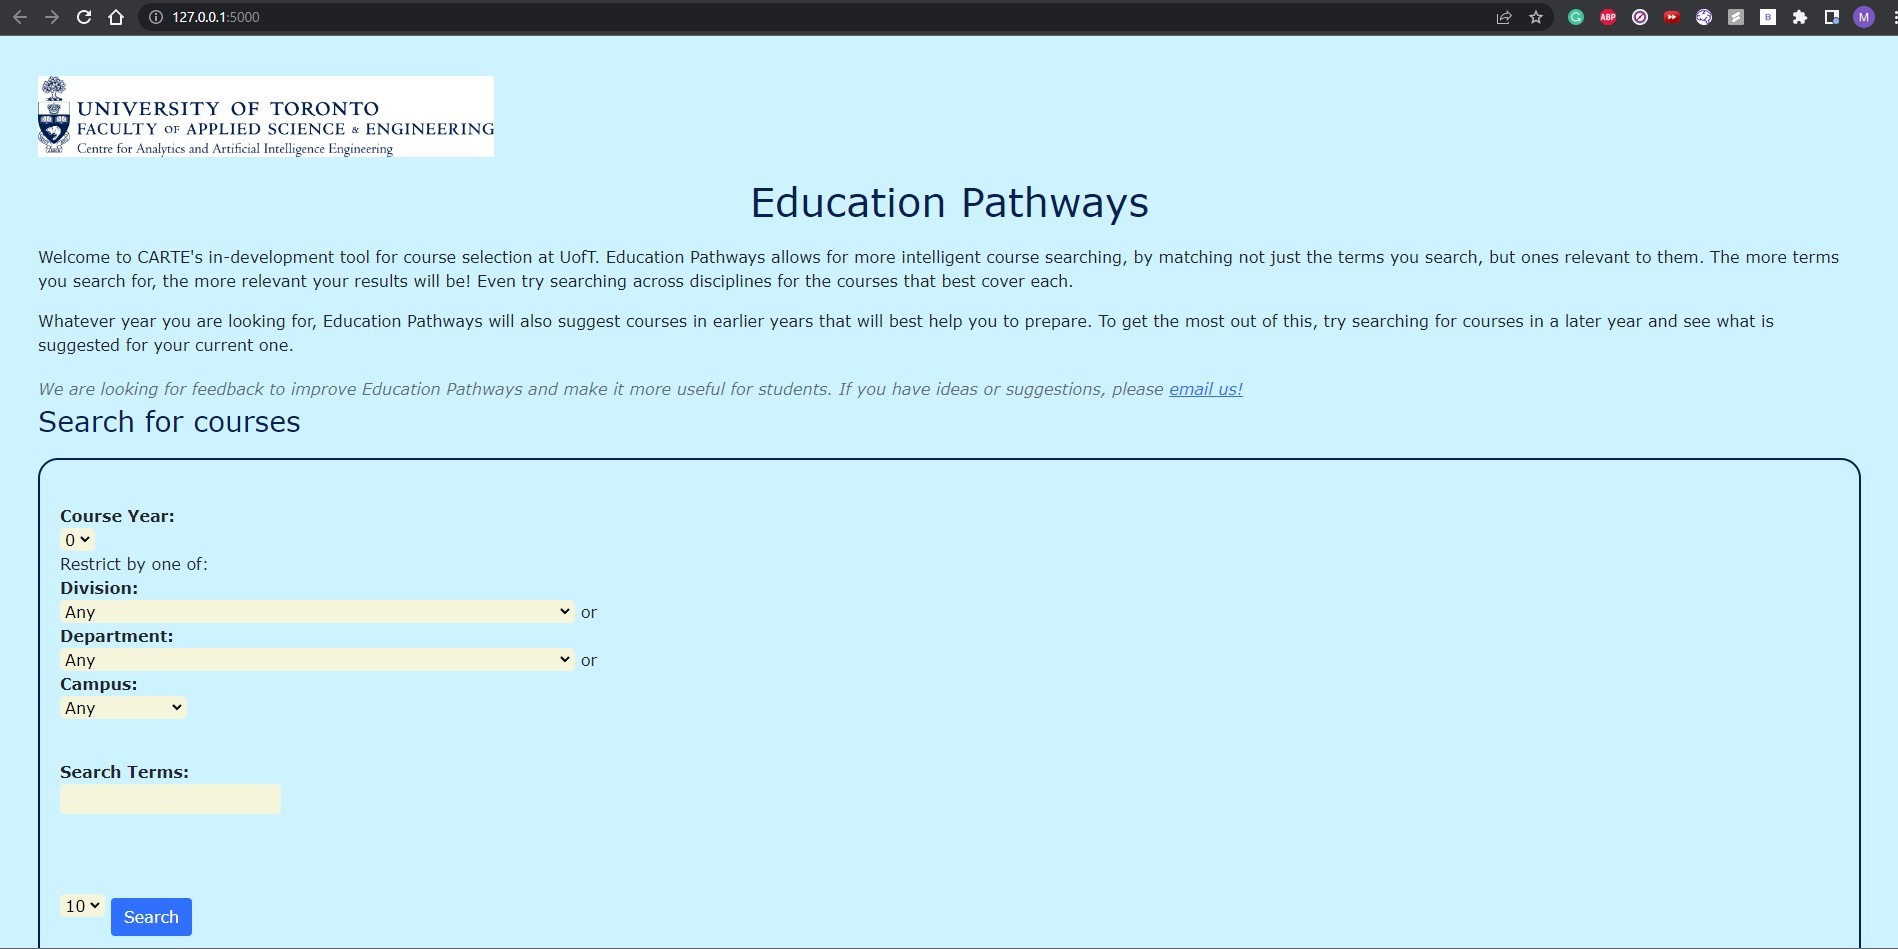 127.0.0.1:5000
ABP
B
M
UNIVERSITY OF TORONTO
FACULTY OF APPLIED SCIENCE & ENGINEERING
Centre for Analytics and Artificial Intelligence Engineering
Education Pathways
Welcome to CARTE's in-development tool for course selection at UofT. Education Pathways allows for more intelligent course searching, by matching not just the terms you search, but ones relevant to them. The more terms
you search for, the more relevant your results will be! Even try searching across disciplines for the courses that best cover each.
Whatever year you are looking for, Education Pathways will also suggest courses in earlier years that will best help you to prepare. To get the most out of this, try searching for courses in a later year and see what is
suggested for your current one.
We are looking for feedback to improve Education Pathways and make it more useful for students. If you have ideas or suggestions, please email us!
Search for courses
Course Year:
0
Restrict by one of:
Division:
Any or
Department:
Any or
Campus:
Any
Search Terms:
10 Search